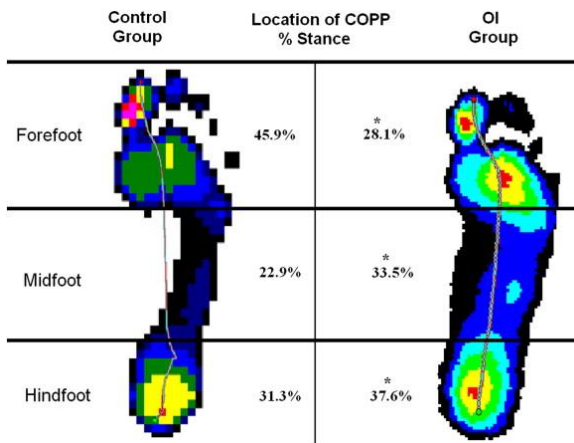 Control Group
Location of COPP % Stance
OI Group
Forefoot
45.9%
*
28.1%
Midfoot
22.9%
*
33.5%
Hindfoot
31.3%
*
37.6%